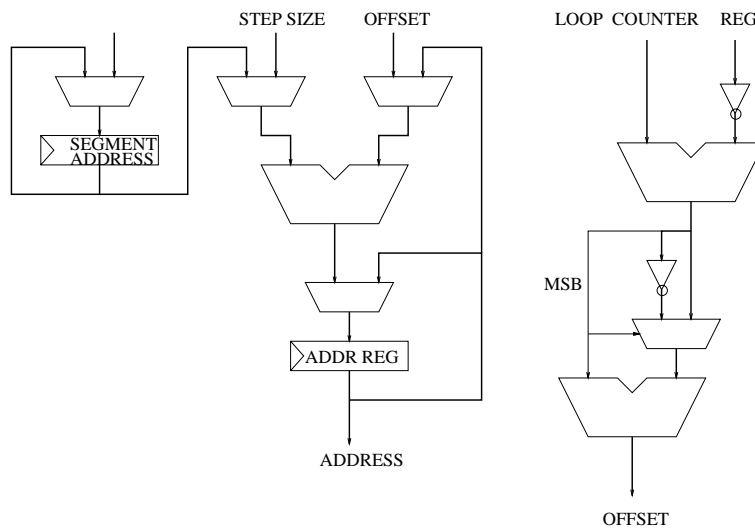 STEP SIZE
OFFSET
LOOP COUNTER
REG
SEGMENT
ADDRESS
MSB
ADDR REG
ADDRESS
OFFSET